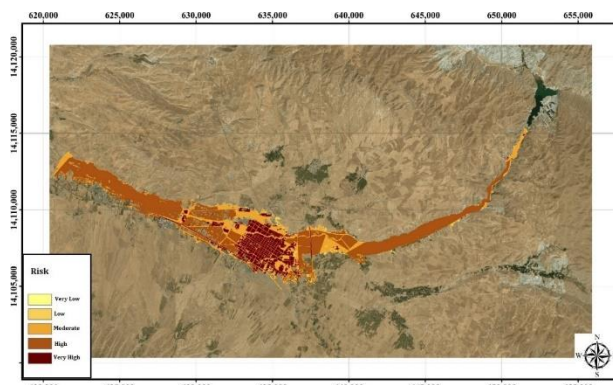 620,000 625,000 630,000 635,000 640,000 645,000 650,000 655,000
14,120,000
14,115,000
14,110,000
14,105,000
Risk
Very Low
Low
Moderate
High
Very High
N
W
E
S